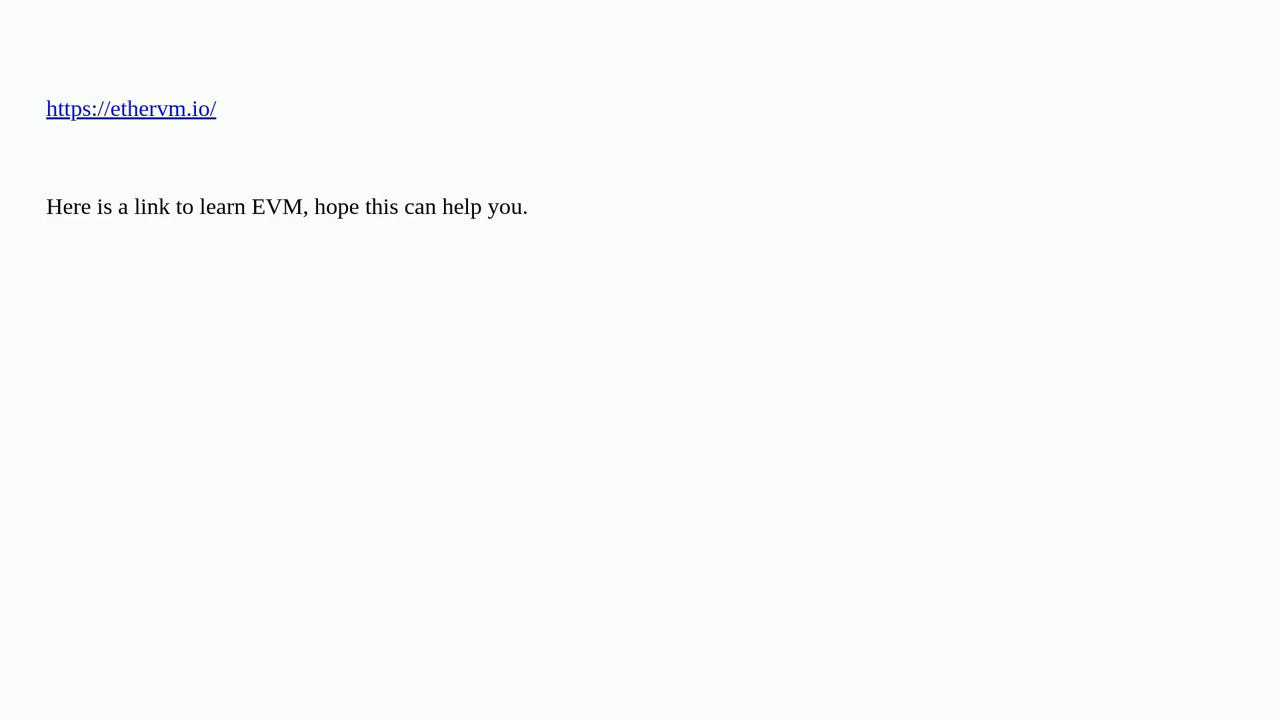 https://ethervm.io/
Here is a link to learn EVM, hope this can help you.